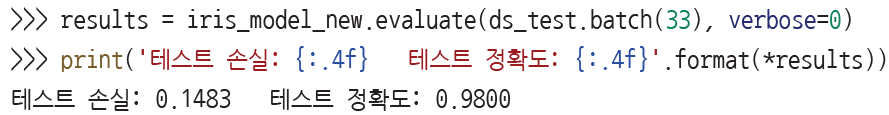 >>> results = iris_model_new.evaluate(ds_test.batch(33), verbose=0)
>>> print('테스트 손실: {:.4f}   테스트 정확도: {:.4f}'.format(*results))
테스트 손실: 0.1483   테스트 정확도: 0.9800